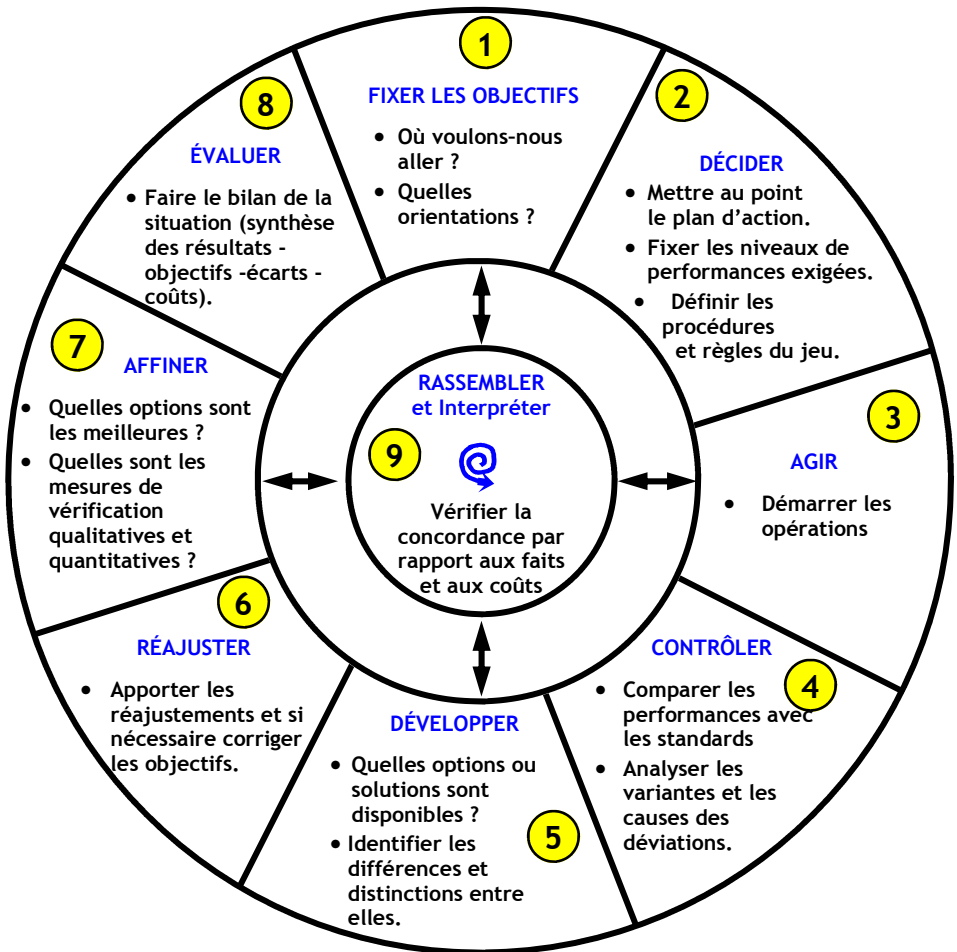 1
FIXER LES OBJECTIFS
• Où voulons-nous
aller ?
• Quelles
orientations ?
2
DÉCIDER
• Mettre au point
le plan d'action.
• Fixer les niveaux de
performances exigées.
• Définir les
procédures
et règles du jeu.
3
AGIR
• Démarrer les
opérations
4
CONTRÔLER
• Comparer les
performances avec
les standards
• Analyser les
variantes et les
causes des
déviations.
5
DÉVELOPPER
• Quelles options ou
solutions sont
disponibles ?
• Identifier les
différences et
distinctions entre
elles.
6
RÉAJUSTER
• Apporter les
réajustements et si
nécessaire corriger
les objectifs.
7
AFFINER
• Quelles options sont
les meilleures ?
• Quelles sont les
mesures de
vérification
qualitatives et
quantitatives ?
8
ÉVALUER
• Faire le bilan de la
situation (synthèse
des résultats -
objectifs -écarts -
coûts).
9
RASSEMBLER
et Interpréter
Vérifier la
concordance par
rapport aux faits
et aux coûts